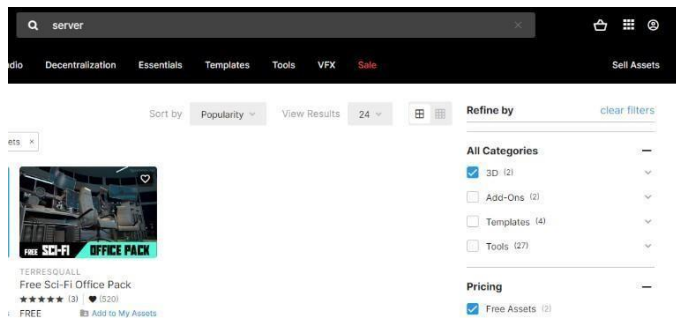 server
dio Decentralization Essentials Templates Tools VFX Sale Sell Assets
Sort by Popularity View Results 24
Refine by clear filters
ets ×
All Categories
3D (2)
Add-Ons (2)
Templates (4)
Tools (27)
FREE SCI-FI OFFICE PACK
TERRESQUALL
Free Sci-Fi Office Pack
(3) | (520)
FREE Add to My Assets
Pricing
Free Assets (2)